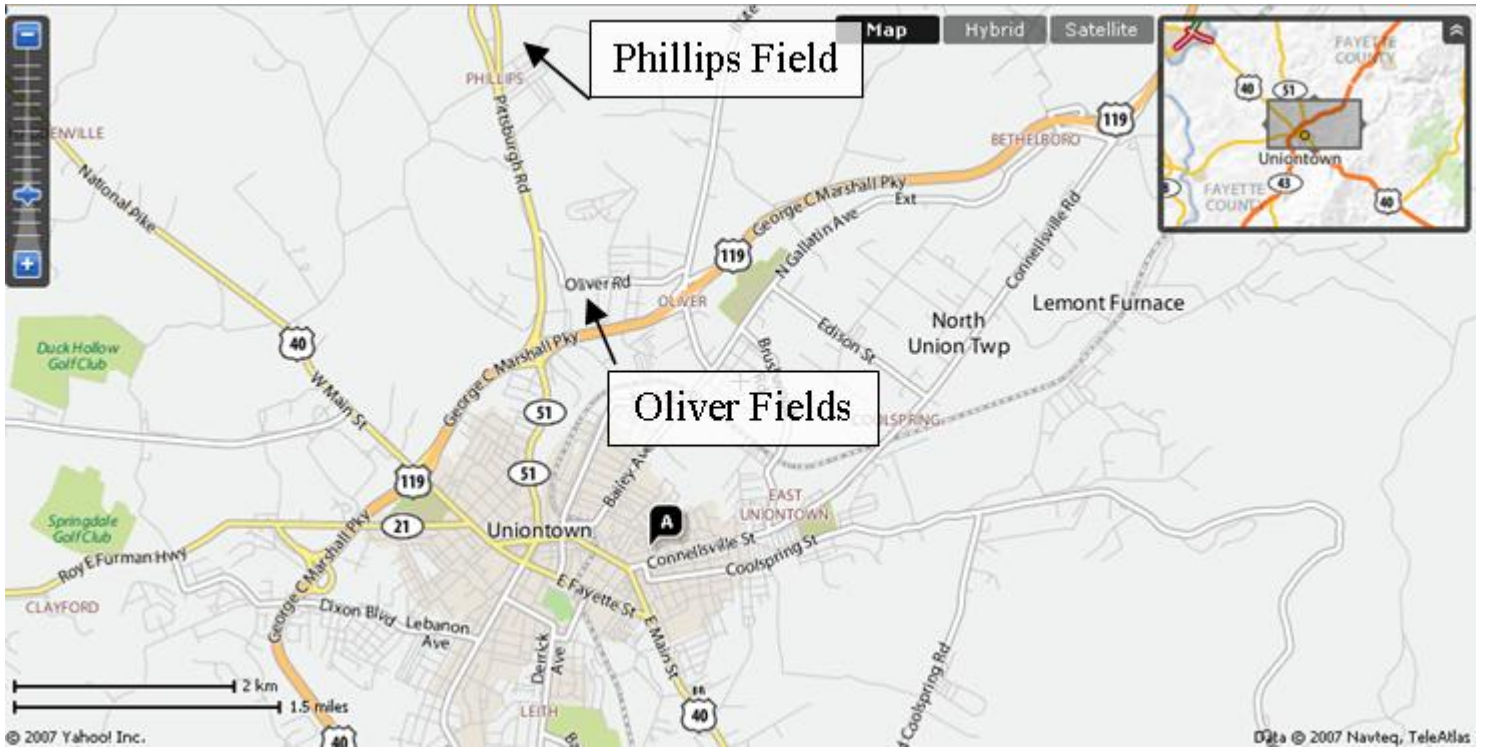 Phillips Field
Map
Hybrid
Satellite
FAYETTE
COUNTY
40
51
Uniontown
43
FAYETTE
COUNTY
40
PHILLIPS
Pittsburgh Rd
119
BETHELBORO
ENVILLE
National Pike
George C Marshall Pky
Ext
N Gallatin Ave
Connellsville Rd
119
Oliver Rd
OLIVER
Lemont Furnace
North
Union Twp
Edison St
Duck Hollow
Golf Club
40
W Main St
George C Marshall Pky
Oliver Fields
51
COOLSPRING
119
51
Bailey Ave
EAST
UNIONTOWN
Springdale
Golf Club
21
Uniontown
A
Connellsville St
Coolspring St
Roy E Furman Hwy
George C Marshall Pky
E Fayette St
CLAYFORD
Dixon Blvd
Lebanon
Ave
Derrick
Ave
E Main St
Coolspring Rd
2 km
1.5 miles
LEITH
BR
40
40
© 2007 Yahoo! Inc.
Data © 2007 Navteq, TeleAtlas